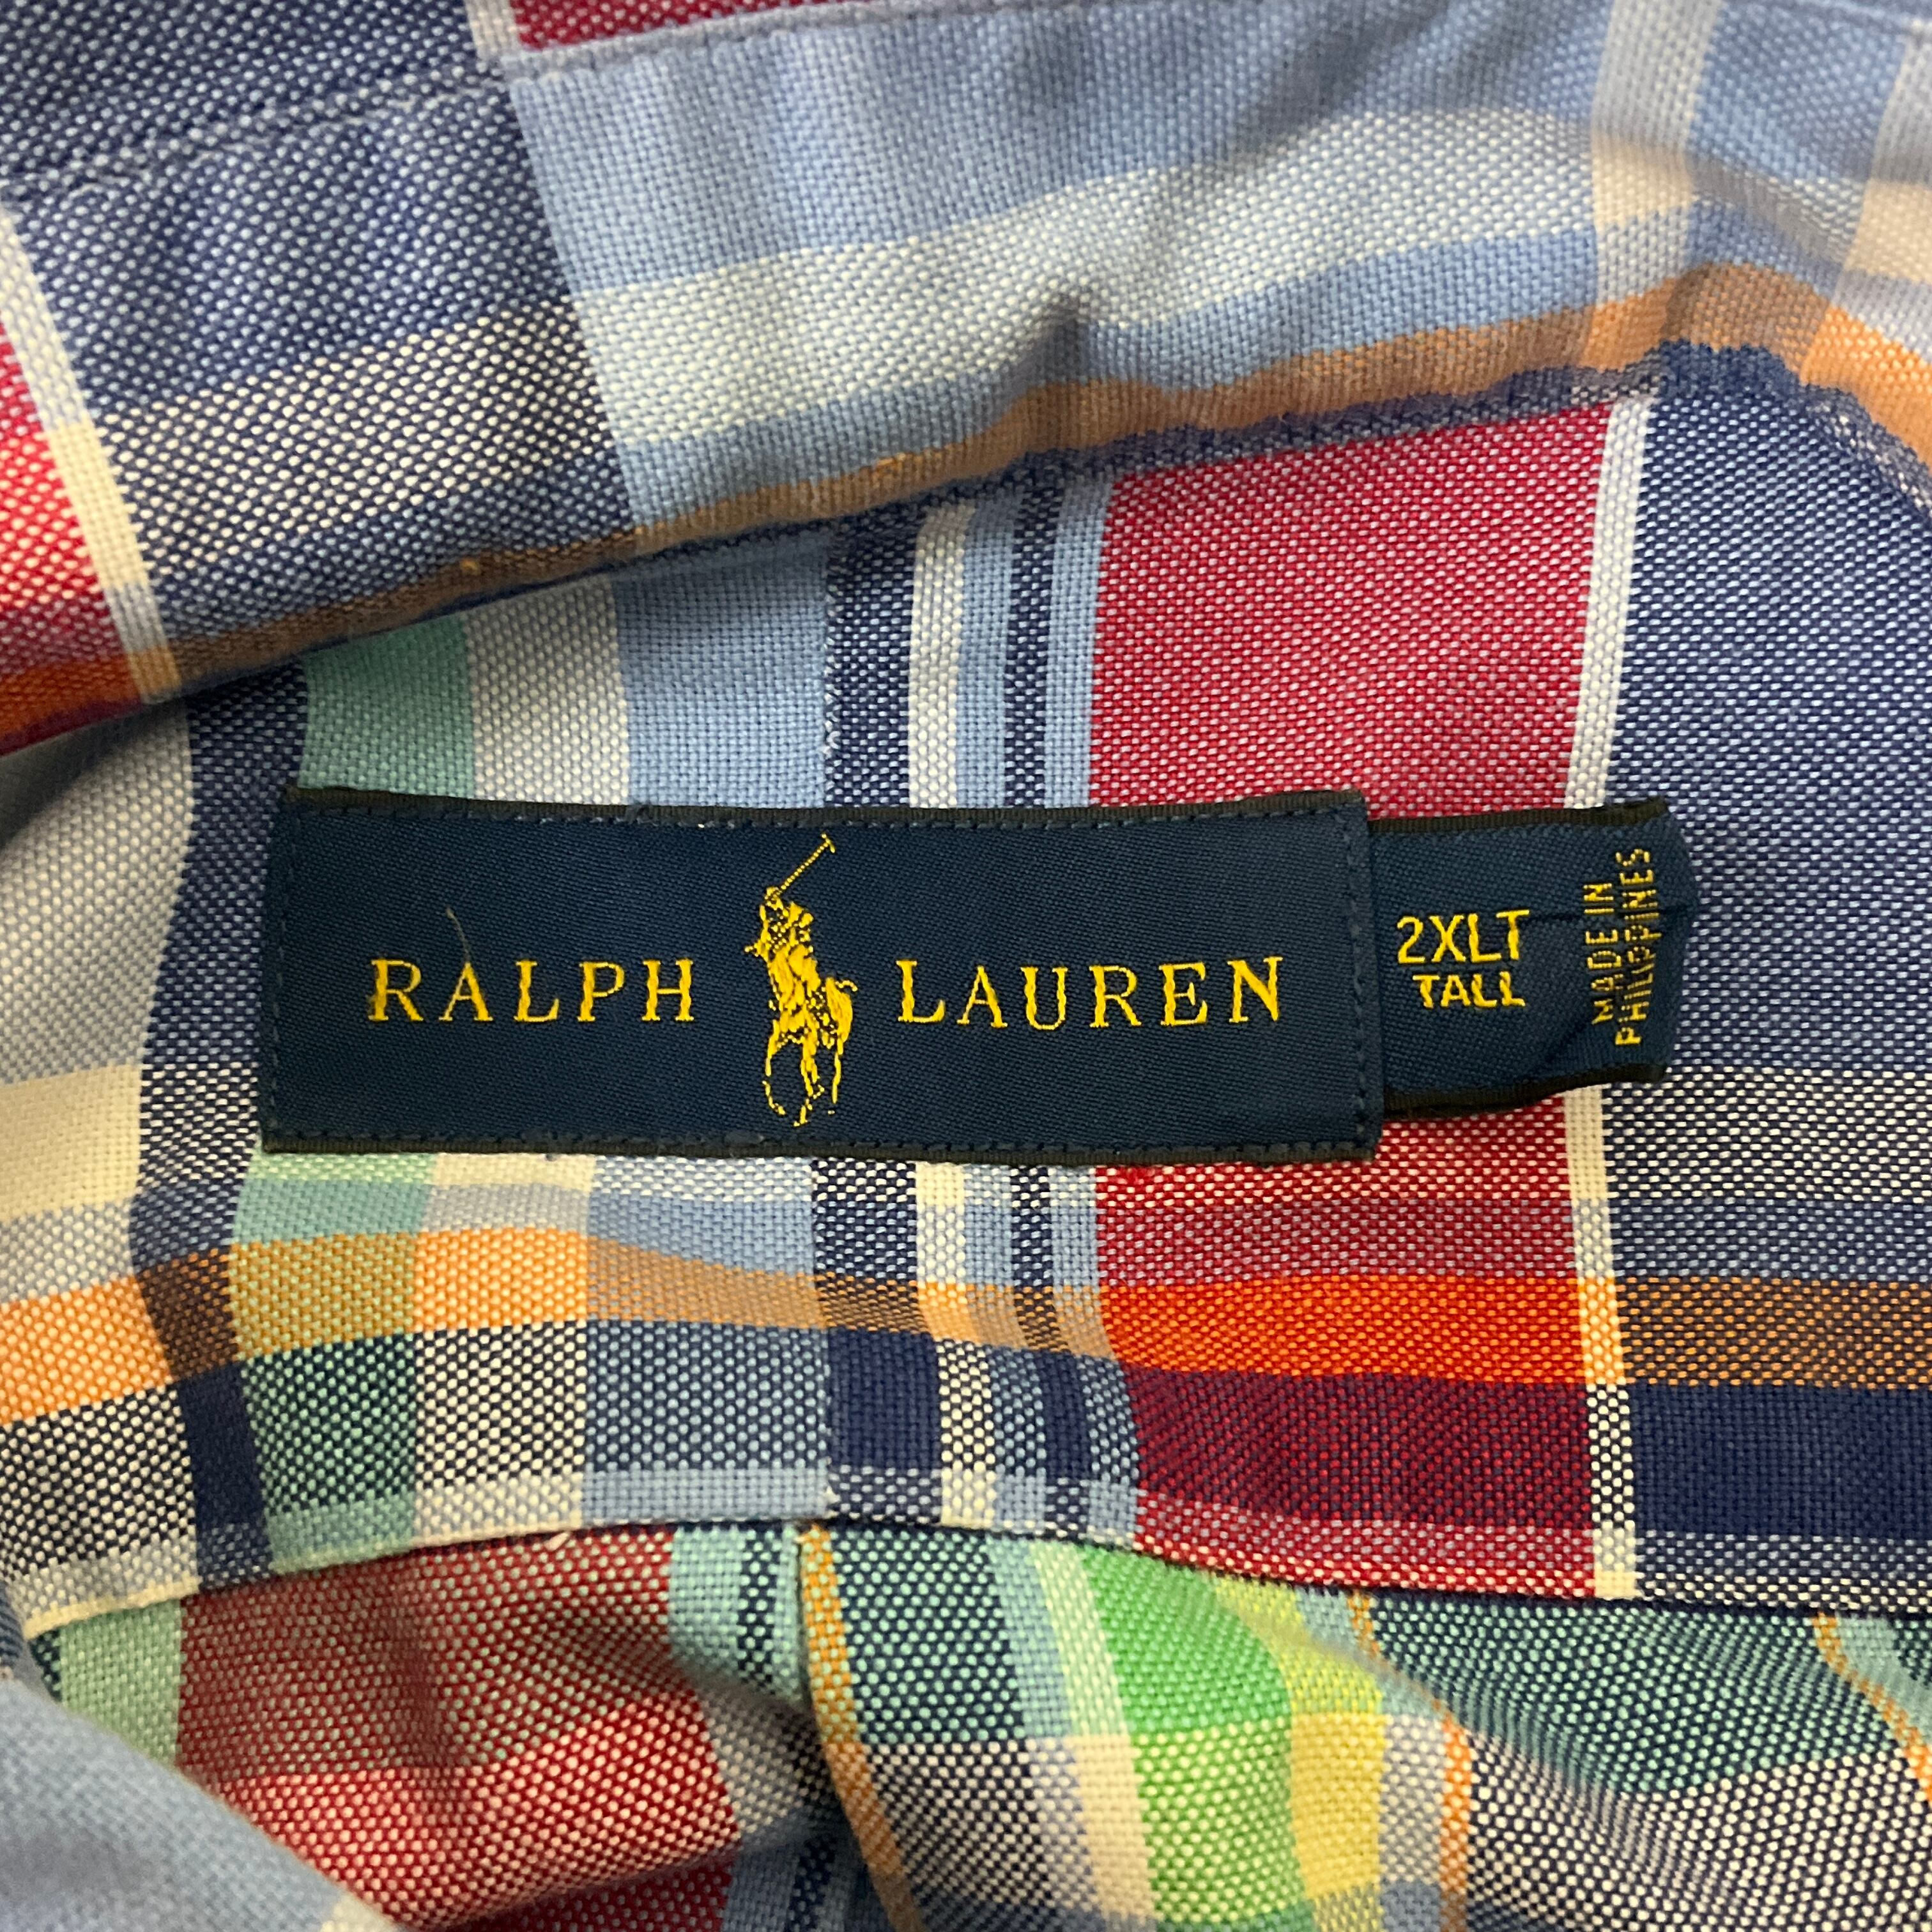 RALPH LAUREN
2XLT
TALL
MADE IN
PHILIPPINES